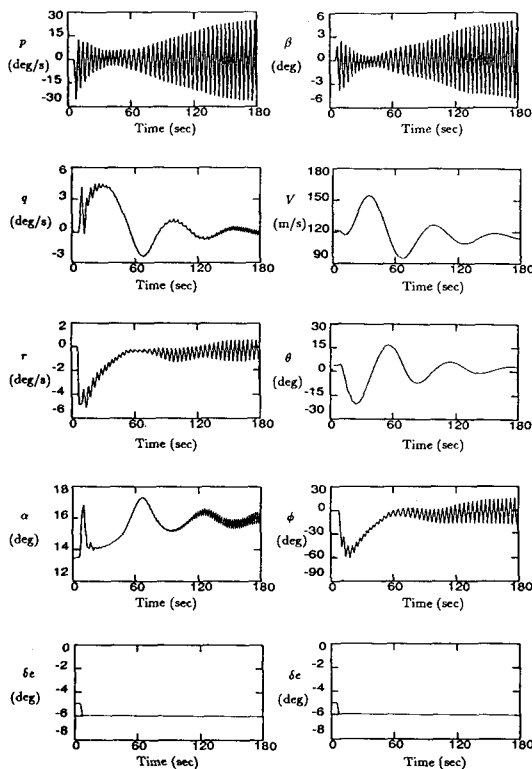 30
15
p
0
(deg/s)
-15
-30
0 60 120 180
Time (sec)
6
3
β
0
(deg)
-3
-6
0 60 120 180
Time (sec)
6
q
3
(deg/s)
0
-3
0 60 120 180
Time (sec)
180
150
V
120
(m/s)
90
0 60 120 180
Time (sec)
2
0
r
-2
(deg/s)
-4
-6
0 60 120 180
Time (sec)
30
15
θ
0
(deg)
-15
-30
0 60 120 180
Time (sec)
18
α
16
(deg)
14
12
0 60 120 180
Time (sec)
30
0
ϕ
-30
(deg)
-60
-90
0 60 120 180
Time (sec)
0
-2
δe
-4
(deg)
-6
-8
0 60 120 180
Time (sec)
0
-2
δe
-4
(deg)
-6
-8
0 60 120 180
Time (sec)